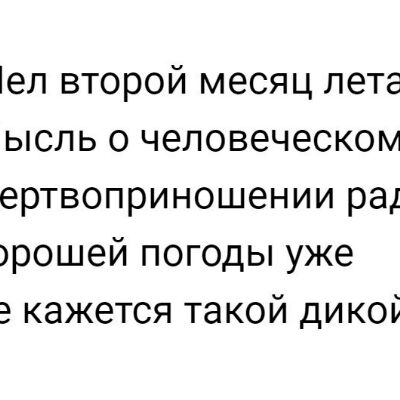 Шел второй месяц лета
мысль о человеческом
жертвоприношении ради
хорошей погоды уже
не кажется такой дикой